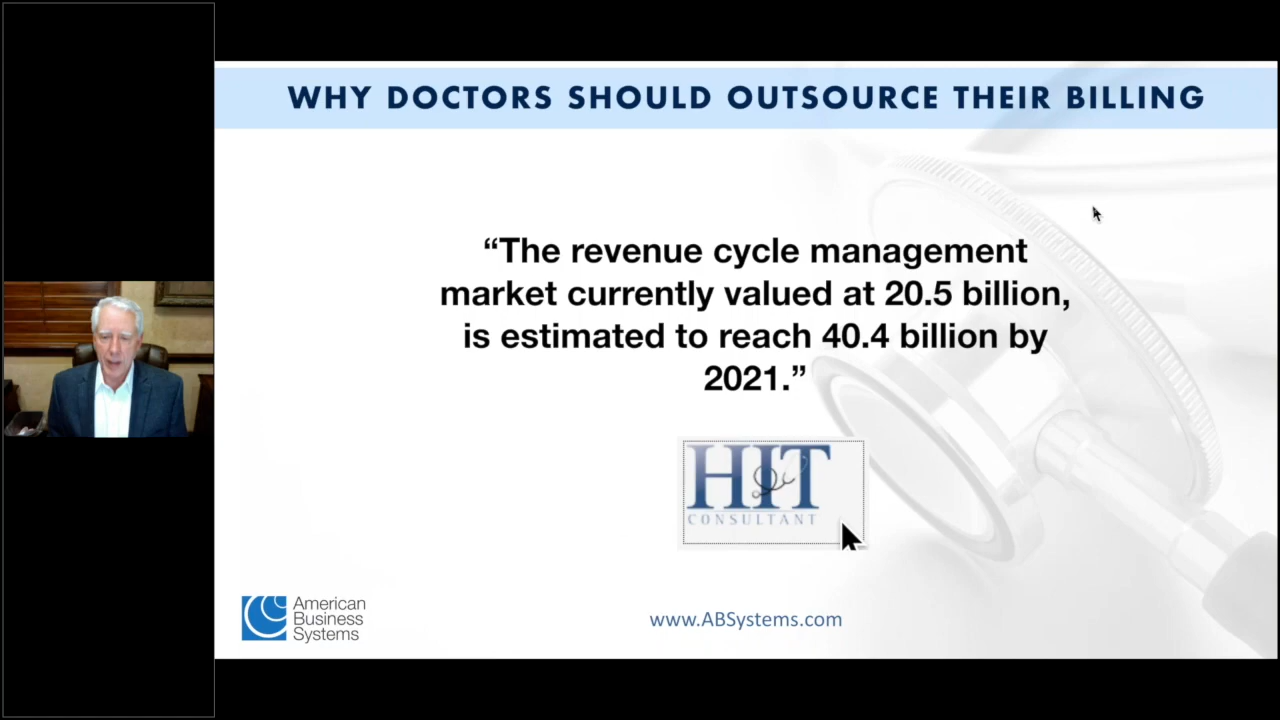 WHY DOCTORS SHOULD OUTSOURCE THEIR BILLING
“The revenue cycle management
market currently valued at 20.5 billion,
is estimated to reach 40.4 billion by
2021.”
HIT
CONSULTANT
American
Business
Systems
www.ABSystems.com